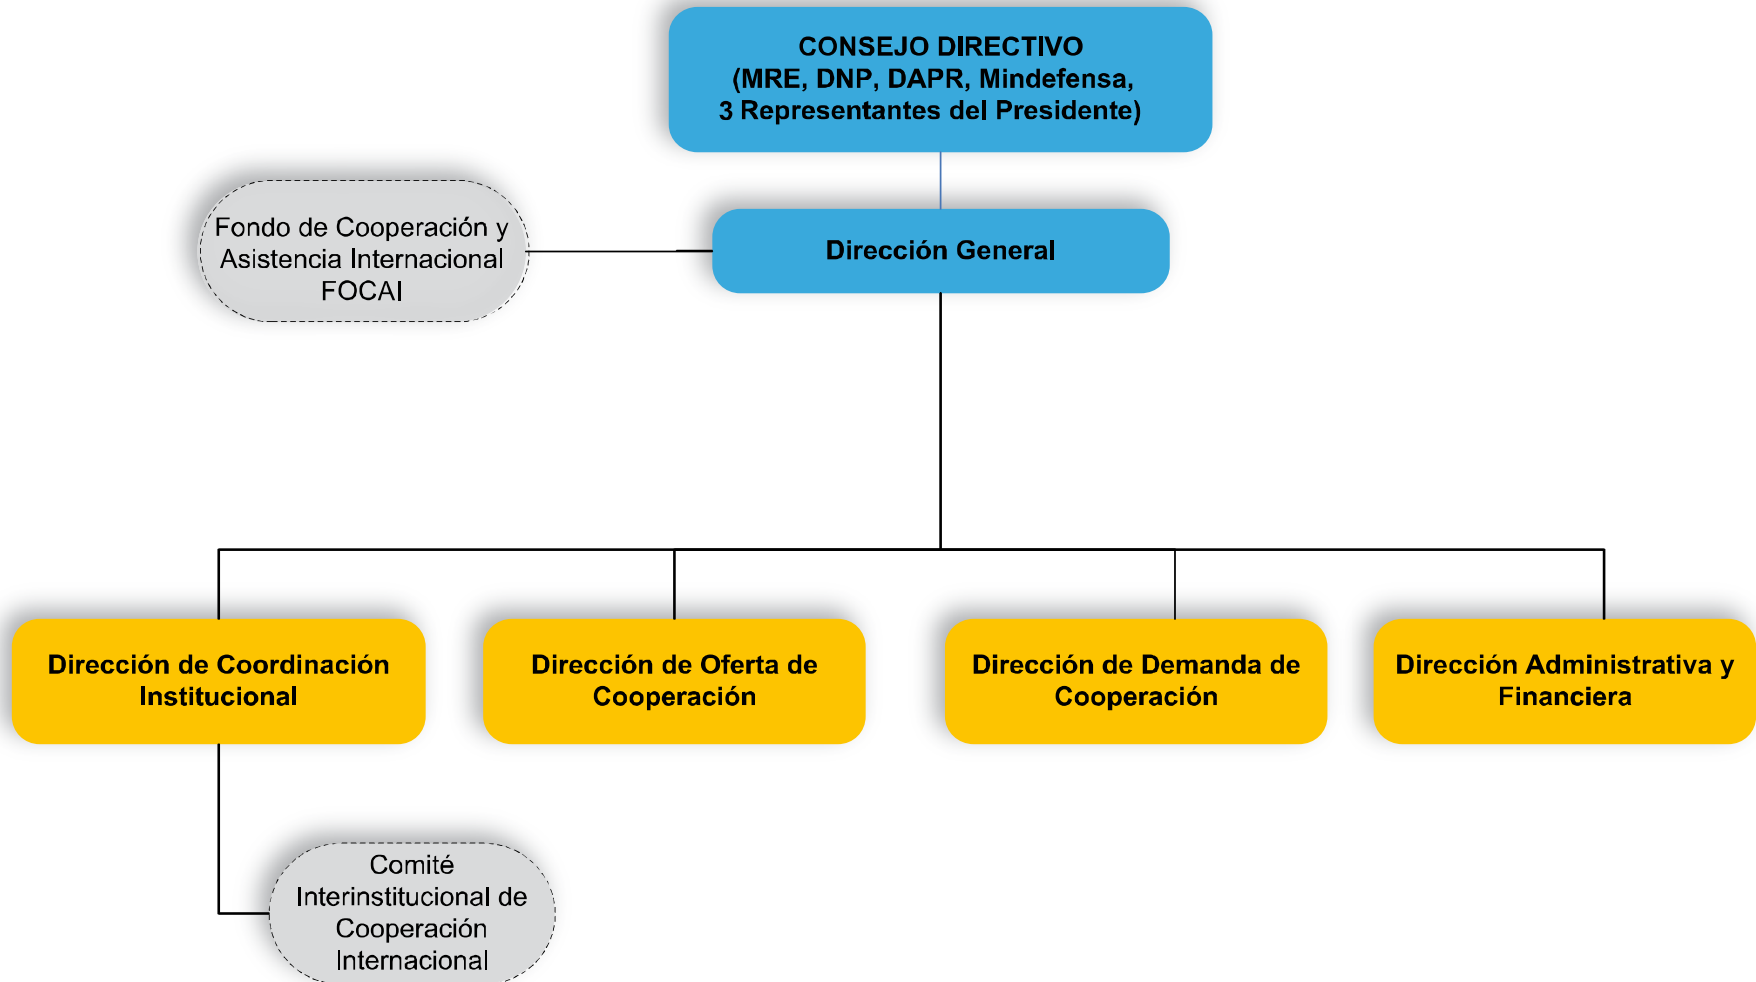 CONSEJO DIRECTIVO
(MRE, DNP, DAPR, Mindefensa,
3 Representantes del Presidente)
Fondo de Cooperación y
Asistencia Internacional
FOCAI
Dirección General
Dirección de Coordinación
Institucional
Dirección de Oferta de
Cooperación
Dirección de Demanda de
Cooperación
Dirección Administrativa y
Financiera
Comité
Interinstitucional de
Cooperación
Internacional